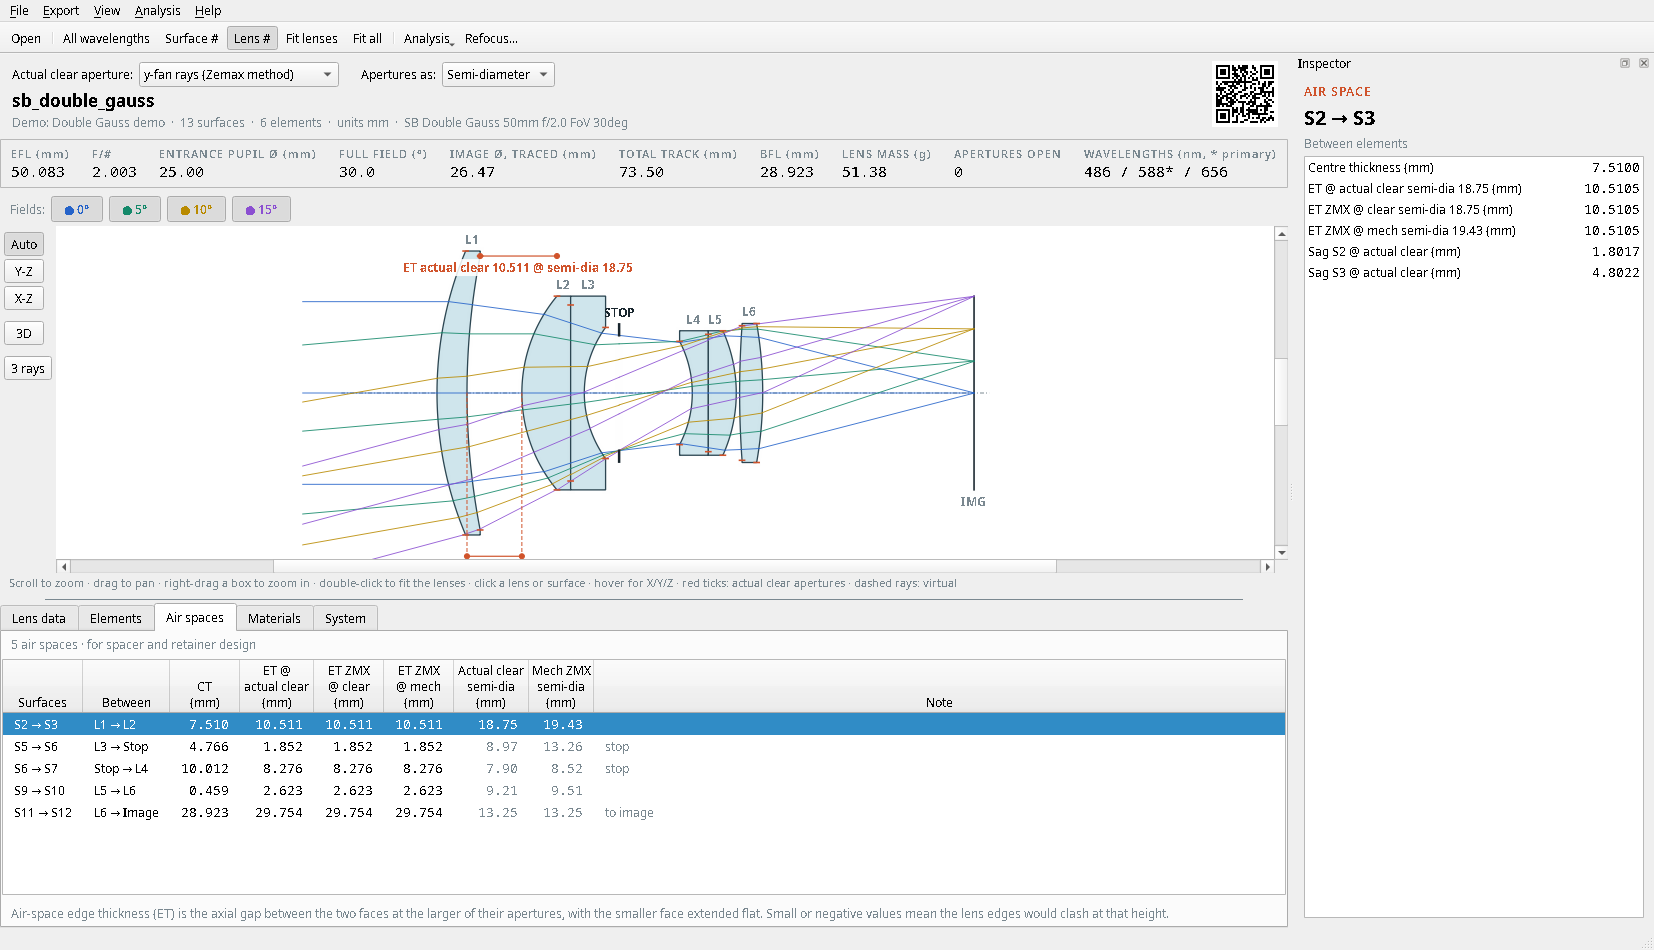 File Export View Analysis Help
Open All wavelengths Surface # Lens # Fit lenses Fit all Analysis Refocus...
Inspector
Actual clear aperture: y-fan rays (Zemax method) Apertures as: Semi-diameter
AIR SPACE
sb_double_gauss
S2 → S3
Demo: Double Gauss demo · 13 surfaces · 6 elements · units mm · SB Double Gauss 50mm f/2.0 FoV 30deg
Between elements
EFL (mm) F/# ENTRANCE PUPIL Ø (mm) FULL FIELD (°) IMAGE Ø, TRACED (mm) TOTAL TRACK (mm) BFL (mm) LENS MASS (g) APERTURES OPEN WAVELENGTHS (nm, * primary)
50.083 2.003 25.00 30.0 26.47 73.50 28.923 51.38 0 486 / 588* / 656
Centre thickness (mm) 7.5100
ET @ actual clear semi-dia 18.75 (mm) 10.5105
ET ZMX @ clear semi-dia 18.75 (mm) 10.5105
ET ZMX @ mech semi-dia 19.43 (mm) 10.5105
Sag S2 @ actual clear (mm) 1.8017
Sag S3 @ actual clear (mm) 4.8022
Fields: 0° 5° 10° 15°
Auto
Y-Z
X-Z
3D
3 rays
L1
ET actual clear 10.511 @ semi-dia 18.75
L2 L3
STOP
L4 L5 L6
IMG
Scroll to zoom · drag to pan · right-drag a box to zoom in · double-click to fit the lenses · click a lens or surface · hover for X/Y/Z · red ticks: actual clear apertures · dashed rays: virtual
Lens data Elements Air spaces Materials System
5 air spaces · for spacer and retainer design
Surfaces Between CT (mm) ET @ actual clear (mm) ET ZMX @ clear (mm) ET ZMX @ mech (mm) Actual clear semi-dia (mm) Mech ZMX semi-dia (mm) Note
S2 → S3 L1 → L2 7.510 10.511 10.511 10.511 18.75 19.43
S5 → S6 L3 → Stop 4.766 1.852 1.852 1.852 8.97 13.26 stop
S6 → S7 Stop → L4 10.012 8.276 8.276 8.276 7.90 8.52 stop
S9 → S10 L5 → L6 0.459 2.623 2.623 2.623 9.21 9.51
S11 → S12 L6 → Image 28.923 29.754 29.754 29.754 13.25 13.25 to image
Air-space edge thickness (ET) is the axial gap between the two faces at the larger of their apertures, with the smaller face extended flat. Small or negative values mean the lens edges would clash at that height.